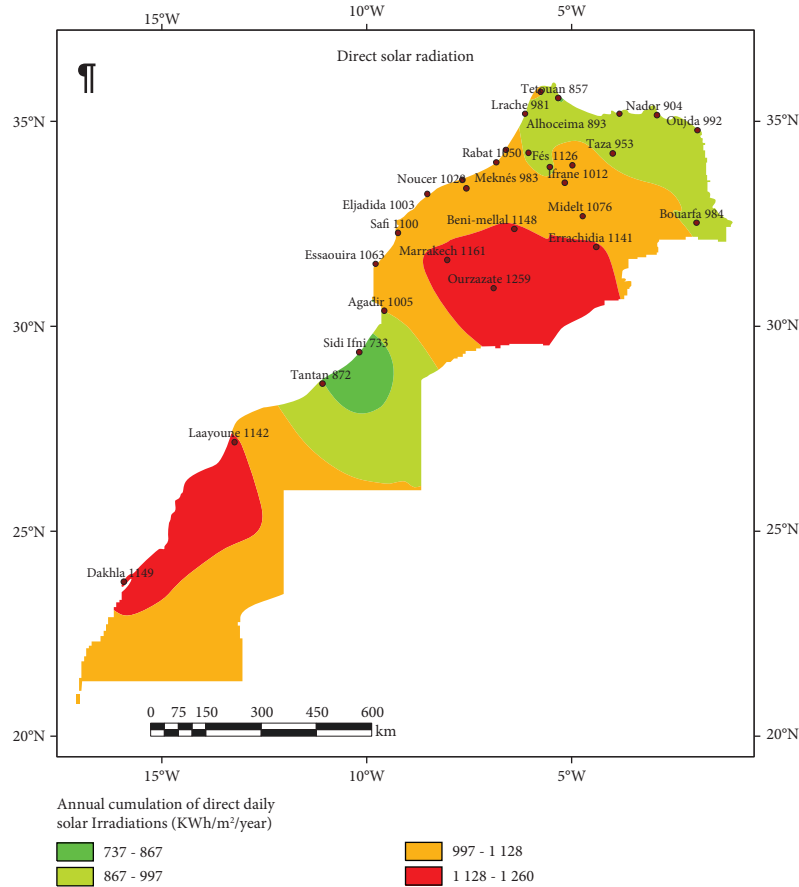 15°W
10°W
5°W
Direct solar radiation
¶
Tetouan 857
Lrache 981
Nador 904
35°N
35°N
Alhoceima 893
Oujda 992
Taza 953
Rabat 1050
Fés 1126
Noucer 1028
Meknés 983
Ifrane 1012
Eljadida 1003
Midelt 1076
Safi 1100
Beni-mellal 1148
Bouarfa 984
Essaouira 1063
Marrakech 1161
Errachidia 1141
Ourzazate 1259
Agadir 1005
30°N
30°N
Sidi Ifni 733
Tantan 872
Laayoune 1142
25°N
25°N
Dakhla 1149
0 75 150 300 450 600
km
20°N
20°N
15°W
10°W
5°W
Annual cumulation of direct daily
solar Irradiations (KWh/m²/year)
737 - 867
997 - 1 128
867 - 997
1 128 - 1 260